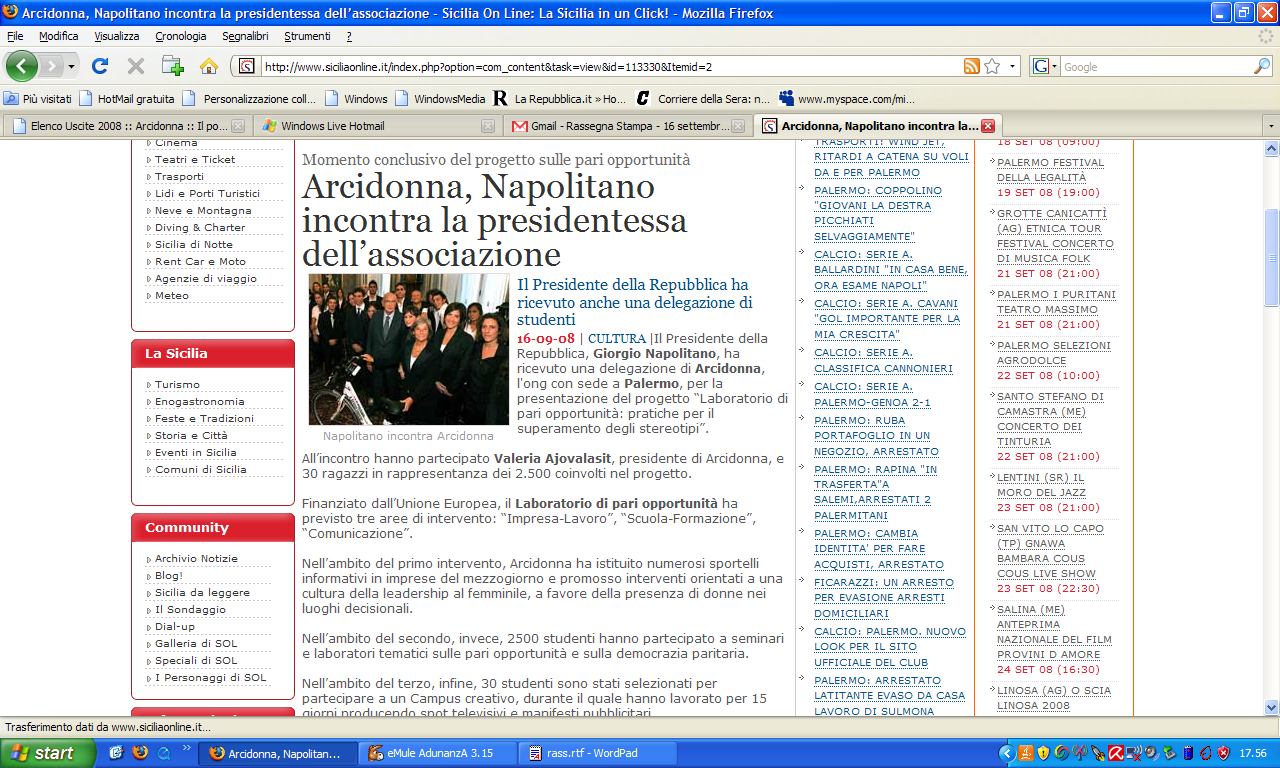 Arcidonna, Napolitano incontra la presidentessa dell'associazione - Sicilia On Line: La Sicilia in un Click! - Mozilla Firefox
File Modifica Visualizza Cronologia Segnalibri Strumenti ?
http://www.siciliaonline.it/index.php?option=com_content&task=view&id=113330&Itemid=2
Google
Più visitati HotMail gratuita Personalizzazione coll... Windows WindowsMedia La Repubblica.it » Ho... Corriere della Sera: n... www.myspace.com/mi...
Elenco Uscite 2008 :: Arcidonna :: Il po... Windows Live Hotmail Gmail - Rassegna Stampa - 16 settembr... Arcidonna, Napolitano incontra la...
Cinema
Teatri e Ticket
Trasporti
Lidi e Porti Turistici
Neve e Montagna
Diving & Charter
Sicilia di Notte
Rent Car e Moto
Agenzie di viaggio
Meteo
La Sicilia
Turismo
Enogastronomia
Feste e Tradizioni
Storia e Città
Eventi in Sicilia
Comuni di Sicilia
Community
Archivio Notizie
Blog!
Sicilia da leggere
Il Sondaggio
Dial-up
Galleria di SOL
Speciali di SOL
I Personaggi di SOL
Momento conclusivo del progetto sulle pari opportunità
Arcidonna, Napolitano
incontra la presidentessa
dell'associazione
Il Presidente della Repubblica ha
ricevuto anche una delegazione di
studenti
16-09-08 | CULTURA |Il Presidente della
Repubblica, Giorgio Napolitano, ha
ricevuto una delegazione di Arcidonna,
l'ong con sede a Palermo, per la
presentazione del progetto “Laboratorio di
pari opportunità: pratiche per il
superamento degli stereotipi”.
Napolitano incontra Arcidonna
All’incontro hanno partecipato Valeria Ajovalasit, presidente di Arcidonna, e
30 ragazzi in rappresentanza dei 2.500 coinvolti nel progetto.
Finanziato dall’Unione Europea, il Laboratorio di pari opportunità ha
previsto tre aree di intervento: “Impresa-Lavoro”, “Scuola-Formazione”,
“Comunicazione”.
Nell’ambito del primo intervento, Arcidonna ha istituito numerosi sportelli
informativi in imprese del mezzogiorno e promosso interventi orientati a una
cultura della leadership al femminile, a favore della presenza di donne nei
luoghi decisionali.
Nell’ambito del secondo, invece, 2500 studenti hanno partecipato a seminari
e laboratori tematici sulle pari opportunità e sulla democrazia paritaria.
Nell’ambito del terzo, infine, 30 studenti sono stati selezionati per
partecipare a un Campus creativo, durante il quale hanno lavorato per 15
giorni producendo spot televisivi e manifesti pubblicitari.
TRASPORTI: WIND JET,
RITARDI A CATENA SU VOLI
DA E PER PALERMO
PALERMO: COPPOLINO
"GIOVANI LA DESTRA
PICCHIATI
SELVAGGIAMENTE"
CALCIO: SERIE A.
BALLARDINI "IN CASA BENE,
ORA ESAME NAPOLI"
CALCIO: SERIE A. CAVANI
"GOL IMPORTANTE PER LA
MIA CRESCITA"
CALCIO: SERIE A.
CLASSIFICA CANNONIERI
CALCIO: SERIE A.
PALERMO-GENOA 2-1
PALERMO: RUBA
PORTAFOGLIO IN UN
NEGOZIO, ARRESTATO
PALERMO: RAPINA "IN
TRASFERTA"A
SALEMI,ARRESTATI 2
PALERMITANI
PALERMO: CAMBIA
IDENTITA' PER FARE
ACQUISTI, ARRESTATO
FICARAZZI: UN ARRESTO
PER EVASIONE ARRESTI
DOMICILIARI
CALCIO: PALERMO. NUOVO
LOOK PER IL SITO
UFFICIALE DEL CLUB
PALERMO: ARRESTATO
LATITANTE EVASO DA CASA
LAVORO DI SULMONA
18 SET 08 (09:00)
PALERMO FESTIVAL
DELLA LEGALITÀ
19 SET 08 (19:00)
GROTTE CANICATTÌ
(AG) ETNICA TOUR
FESTIVAL CONCERTO
DI MUSICA FOLK
21 SET 08 (21:00)
PALERMO I PURITANI
TEATRO MASSIMO
21 SET 08 (21:00)
PALERMO SELEZIONI
AGRODOLCE
22 SET 08 (10:00)
SANTO STEFANO DI
CAMASTRA (ME)
CONCERTO DEI
TINTURIA
22 SET 08 (21:00)
LENTINI (SR) IL
MORO DEL JAZZ
23 SET 08 (21:00)
SAN VITO LO CAPO
(TP) GNAWA
BAMBARA COUS
COUS LIVE SHOW
23 SET 08 (22:30)
SALINA (ME)
ANTEPRIMA
NAZIONALE DEL FILM
PROVINI D AMORE
24 SET 08 (16:30)
LINOSA (AG) O SCIA
LINOSA 2008
Trasferimento dati da www.siciliaonline.it...
start Arcidonna, Napolitan... eMule AdunanzA 3.15 rass.rtf - WordPad 17.56